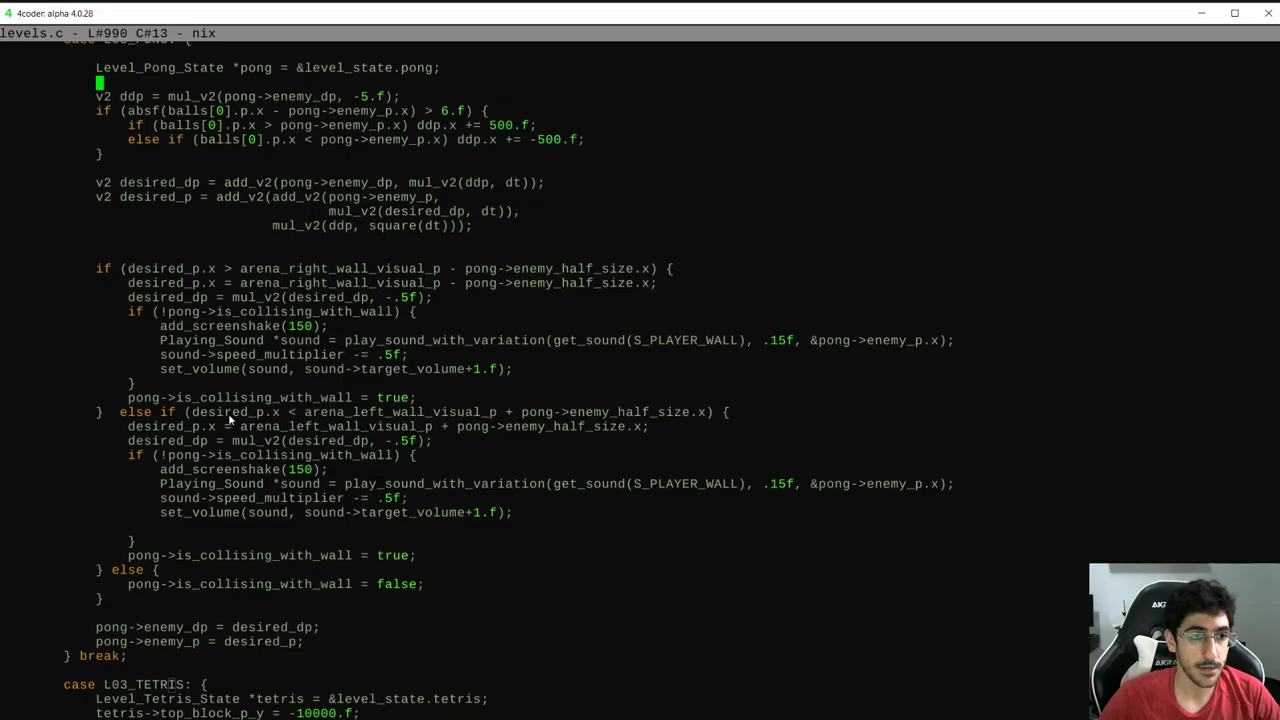 4coder: alpha 4.0.28
levels.c - L#990 C#13 - nix
Level_Pong_State *pong = &level_state.pong;
v2 ddp = mul_v2(pong->enemy_dp, -5.f);
if (absf(balls[0].p.x - pong->enemy_p.x) > 6.f) {
if (balls[0].p.x > pong->enemy_p.x) ddp.x += 500.f;
else if (balls[0].p.x < pong->enemy_p.x) ddp.x += -500.f;
}
v2 desired_dp = add_v2(pong->enemy_dp, mul_v2(ddp, dt));
v2 desired_p = add_v2(add_v2(pong->enemy_p,
mul_v2(desired_dp, dt)),
mul_v2(ddp, square(dt)));
if (desired_p.x > arena_right_wall_visual_p - pong->enemy_half_size.x) {
desired_p.x = arena_right_wall_visual_p - pong->enemy_half_size.x;
desired_dp = mul_v2(desired_dp, -.5f);
if (!pong->is_collising_with_wall) {
add_screenshake(150);
Playing_Sound *sound = play_sound_with_variation(get_sound(S_PLAYER_WALL), .15f, &pong->enemy_p.x);
sound->speed_multiplier -= .5f;
set_volume(sound, sound->target_volume+1.f);
}
pong->is_collising_with_wall = true;
} else if (desired_p.x < arena_left_wall_visual_p + pong->enemy_half_size.x) {
desired_p.x = arena_left_wall_visual_p + pong->enemy_half_size.x;
desired_dp = mul_v2(desired_dp, -.5f);
if (!pong->is_collising_with_wall) {
add_screenshake(150);
Playing_Sound *sound = play_sound_with_variation(get_sound(S_PLAYER_WALL), .15f, &pong->enemy_p.x);
sound->speed_multiplier -= .5f;
set_volume(sound, sound->target_volume+1.f);
}
pong->is_collising_with_wall = true;
} else {
pong->is_collising_with_wall = false;
}
pong->enemy_dp = desired_dp;
pong->enemy_p = desired_p;
} break;
case L03_TETRIS: {
Level_Tetris_State *tetris = &level_state.tetris;
tetris->top_block_p_y = -10000.f;